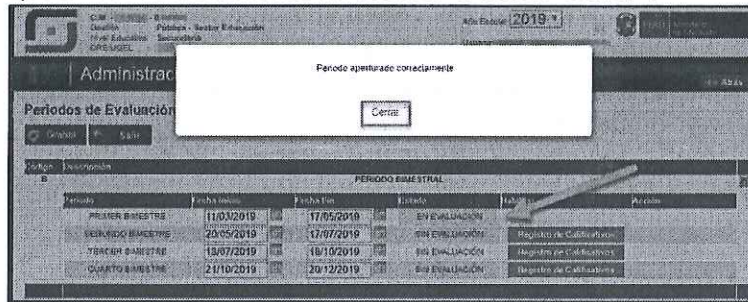 Gestión Pública - Sector Educación
Nivel Educativo Secundaria
DRE-UGEL
Año Escolar 2019
Administrac
Periodo aperturado correctamente
Cerrar
Atrás
Periodos de Evaluación
Grabar Salir
Código Descripción
B PERIODO BIMESTRAL
Periodo Fecha Inicio Fecha Fin Estado Acción
PRIMER BIMESTRE 11/03/2019 17/05/2019 EN EVALUACIÓN
SEGUNDO BIMESTRE 20/05/2019 17/07/2019 SIN EVALUACIÓN Registro de Calificativos
TERCER BIMESTRE 18/07/2019 18/10/2019 SIN EVALUACIÓN Registro de Calificativos
CUARTO BIMESTRE 21/10/2019 20/12/2019 SIN EVALUACIÓN Registro de Calificativos